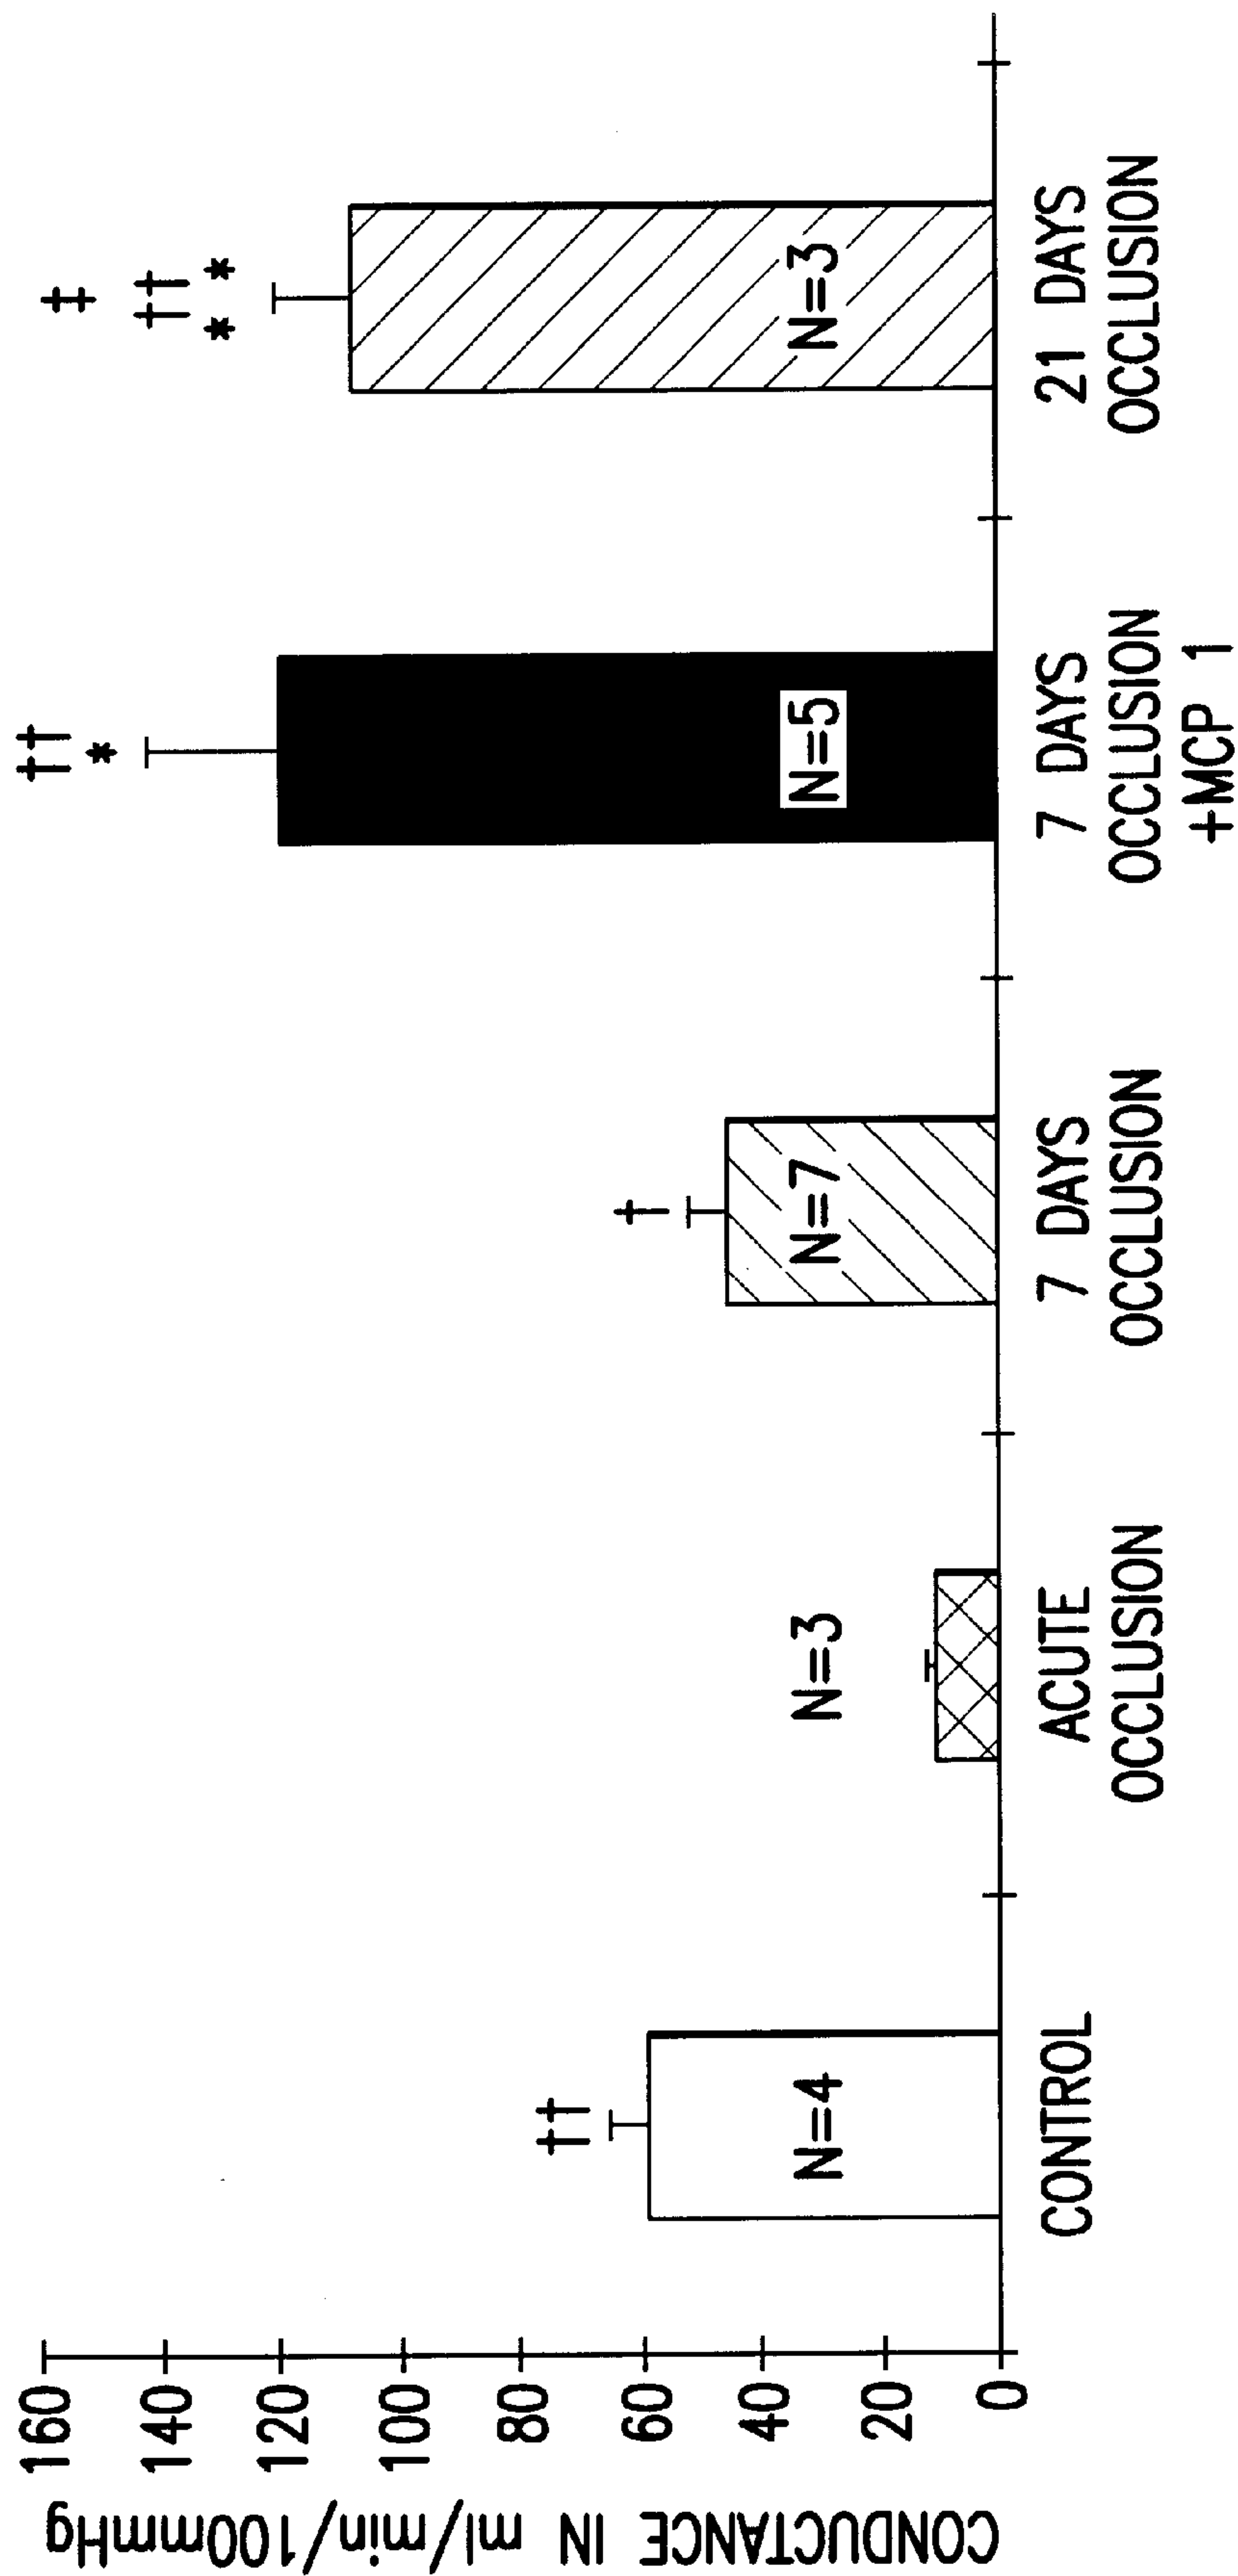 CONDUCTANCE IN ml/min/100mmHg
160
140
120
100
80
60
40
20
0
††
N=4
CONTROL
N=3
ACUTE
OCCLUSION
†
N=7
7 DAYS
OCCLUSION
††
*
N=5
7 DAYS
OCCLUSION
+MCP 1
‡
††
* *
N=3
21 DAYS
OCCLUSION